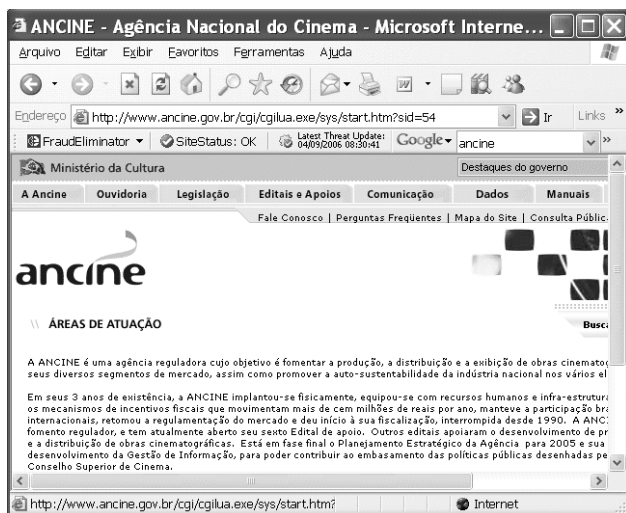 ANCINE - Agência Nacional do Cinema - Microsoft Interne...
Arquivo Editar Exibir Favoritos Ferramentas Ajuda
Endereço http://www.ancine.gov.br/cgi/cgilua.exe/sys/start.htm?sid=54 Ir Links »
FraudEliminator SiteStatus: OK Latest Threat Update: 04/09/2006 08:30:41 Google ancine »
Ministério da Cultura Destaques do governo
A Ancine Ouvidoria Legislação Editais e Apoios Comunicação Dados Manuais
Fale Conosco | Perguntas Freqüentes | Mapa do Site | Consulta Públic
ancine
\\ ÁREAS DE ATUAÇÃO
Busc
A ANCINE é uma agência reguladora cujo objetivo é fomentar a produção, a distribuição e a exibição de obras cinemato
seus diversos segmentos de mercado, assim como promover a auto-sustentabilidade da indústria nacional nos vários el
Em seus 3 anos de existência, a ANCINE implantou-se fisicamente, equipou-se com recursos humanos e infra-estrutura
os mecanismos de incentivos fiscais que movimentam mais de cem milhões de reais por ano, manteve a participação bra
internacionais, retomou a regulamentação do mercado e deu início à sua fiscalização, interrompida desde 1990. A ANC
fomento regulador, e tem atualmente aberto seu sexto Edital de apoio. Outros editais apoiaram o desenvolvimento de pr
e a distribuição de obras cinematográficas. Está em fase final o Planejamento Estratégico da Agência para 2005 e sua
desenvolvimento da Gestão de Informação, para poder contribuir ao embasamento das políticas públicas desenhadas pe
Conselho Superior de Cinema.
http://www.ancine.gov.br/cgi/cgilua.exe/sys/start.htm? Internet